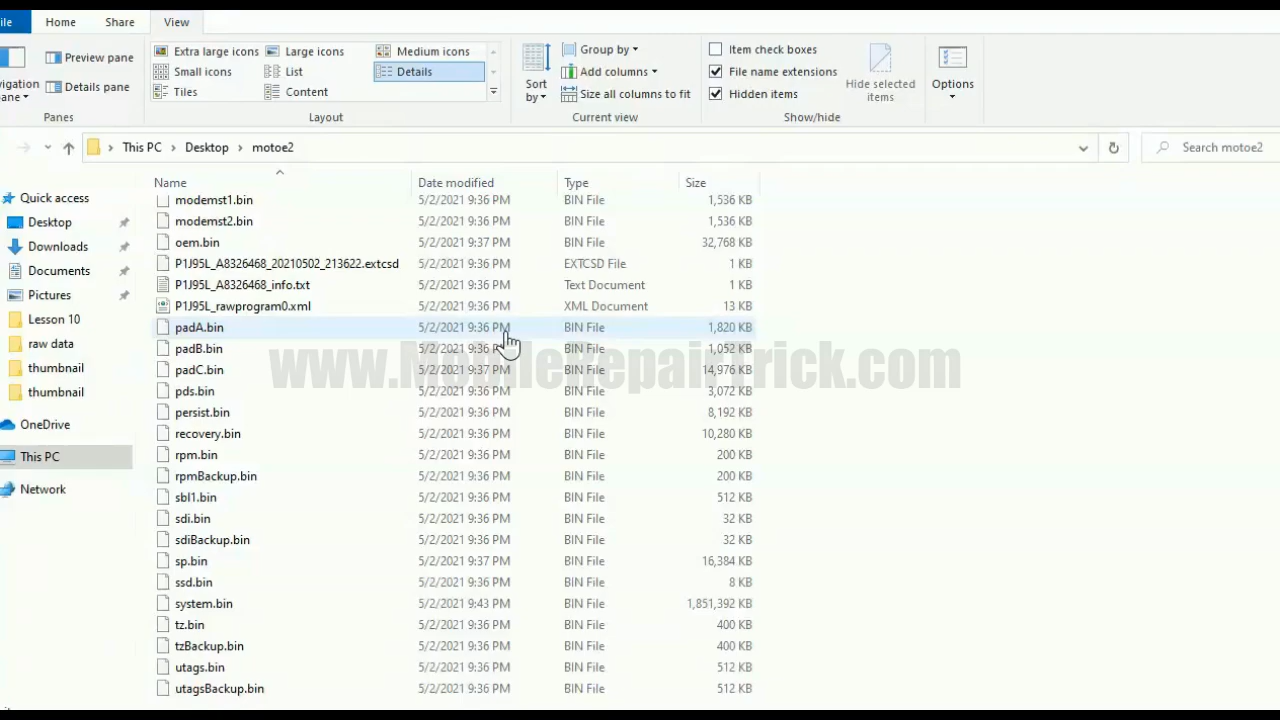 ile Home Share View
Extra large icons Large icons Medium icons
Small icons List Details
Tiles Content
Preview pane
Details pane
vigation
pane
Panes
Layout
Sort
by
Group by
Add columns
Size all columns to fit
Current view
Item check boxes
File name extensions
Hidden items
Hide selected
items
Show/hide
Options
This PC > Desktop > motoe2
Search motoe2
Quick access
Desktop
Downloads
Documents
Pictures
Lesson 10
raw data
thumbnail
thumbnail
OneDrive
This PC
Network
Name Date modified Type Size
modemst1.bin 5/2/2021 9:36 PM BIN File 1,536 KB
modemst2.bin 5/2/2021 9:36 PM BIN File 1,536 KB
oem.bin 5/2/2021 9:37 PM BIN File 32,768 KB
P1J95L_A8326468_20210502_213622.extcsd 5/2/2021 9:36 PM EXTCSD File 1 KB
P1J95L_A8326468_info.txt 5/2/2021 9:36 PM Text Document 1 KB
P1J95L_rawprogram0.xml 5/2/2021 9:36 PM XML Document 13 KB
padA.bin 5/2/2021 9:36 PM BIN File 1,820 KB
padB.bin 5/2/2021 9:36 PM BIN File 1,052 KB
padC.bin 5/2/2021 9:37 PM BIN File 14,976 KB
www.MobileRepairTrick.com
pds.bin 5/2/2021 9:36 PM BIN File 3,072 KB
persist.bin 5/2/2021 9:36 PM BIN File 8,192 KB
recovery.bin 5/2/2021 9:36 PM BIN File 10,280 KB
rpm.bin 5/2/2021 9:36 PM BIN File 200 KB
rpmBackup.bin 5/2/2021 9:36 PM BIN File 200 KB
sbl1.bin 5/2/2021 9:36 PM BIN File 512 KB
sdi.bin 5/2/2021 9:36 PM BIN File 32 KB
sdiBackup.bin 5/2/2021 9:36 PM BIN File 32 KB
sp.bin 5/2/2021 9:37 PM BIN File 16,384 KB
ssd.bin 5/2/2021 9:36 PM BIN File 8 KB
system.bin 5/2/2021 9:43 PM BIN File 1,851,392 KB
tz.bin 5/2/2021 9:36 PM BIN File 400 KB
tzBackup.bin 5/2/2021 9:36 PM BIN File 400 KB
utags.bin 5/2/2021 9:36 PM BIN File 512 KB
utagsBackup.bin 5/2/2021 9:36 PM BIN File 512 KB